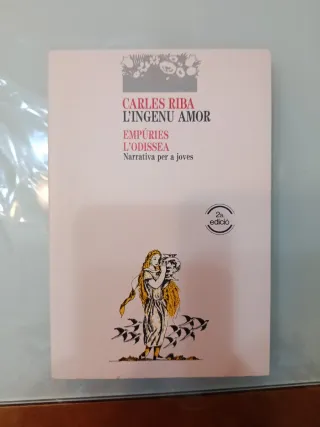 CARLES RIBA
L'INGENU AMOR
EMPÚRIES
L'ODISSEA
Narrativa per a joves
2a
edició